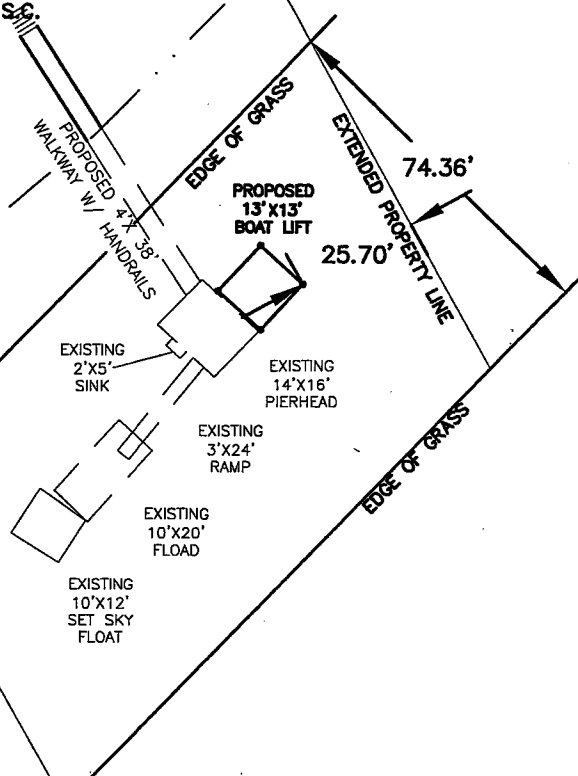 S.C.
PROPOSED 4'X 38'
WALKWAY W/ HANDRAILS
EDGE OF GRASS
EXTENDED PROPERTY LINE
74.36'
PROPOSED
13'X13'
BOAT LIFT
25.70'
EXISTING
2'X5'
SINK
EXISTING
14'X16'
PIERHEAD
EXISTING
3'X24'
RAMP
EDGE OF GRASS
EXISTING
10'X20'
FLOAD
EXISTING
10'X12'
SET SKY
FLOAT